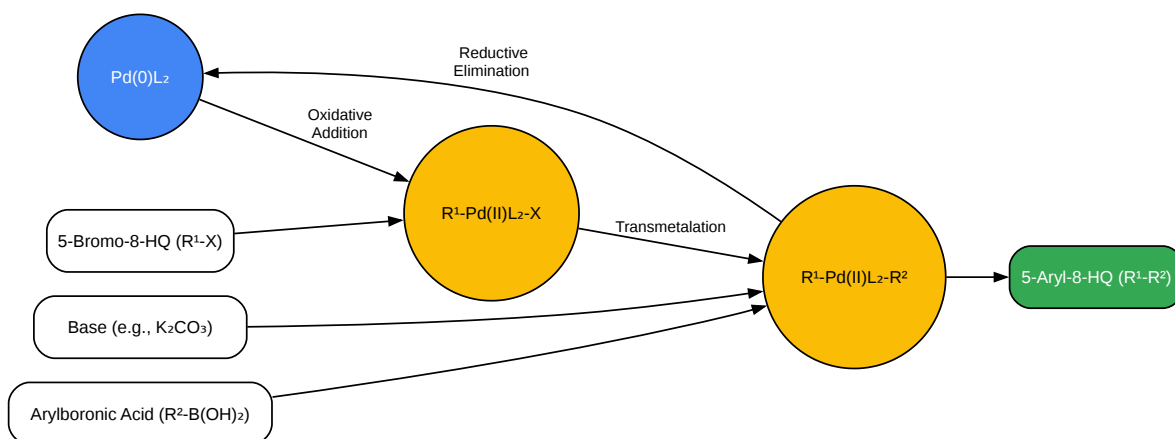 Reductive
Elimination
Pd(0)L₂
Oxidative
Addition
R¹-Pd(II)L₂-X
Transmetalation
5-Bromo-8-HQ (R¹-X)
R¹-Pd(II)L₂-R²
5-Aryl-8-HQ (R¹-R²)
Base (e.g., K₂CO₃)
Arylboronic Acid (R²-B(OH)₂)